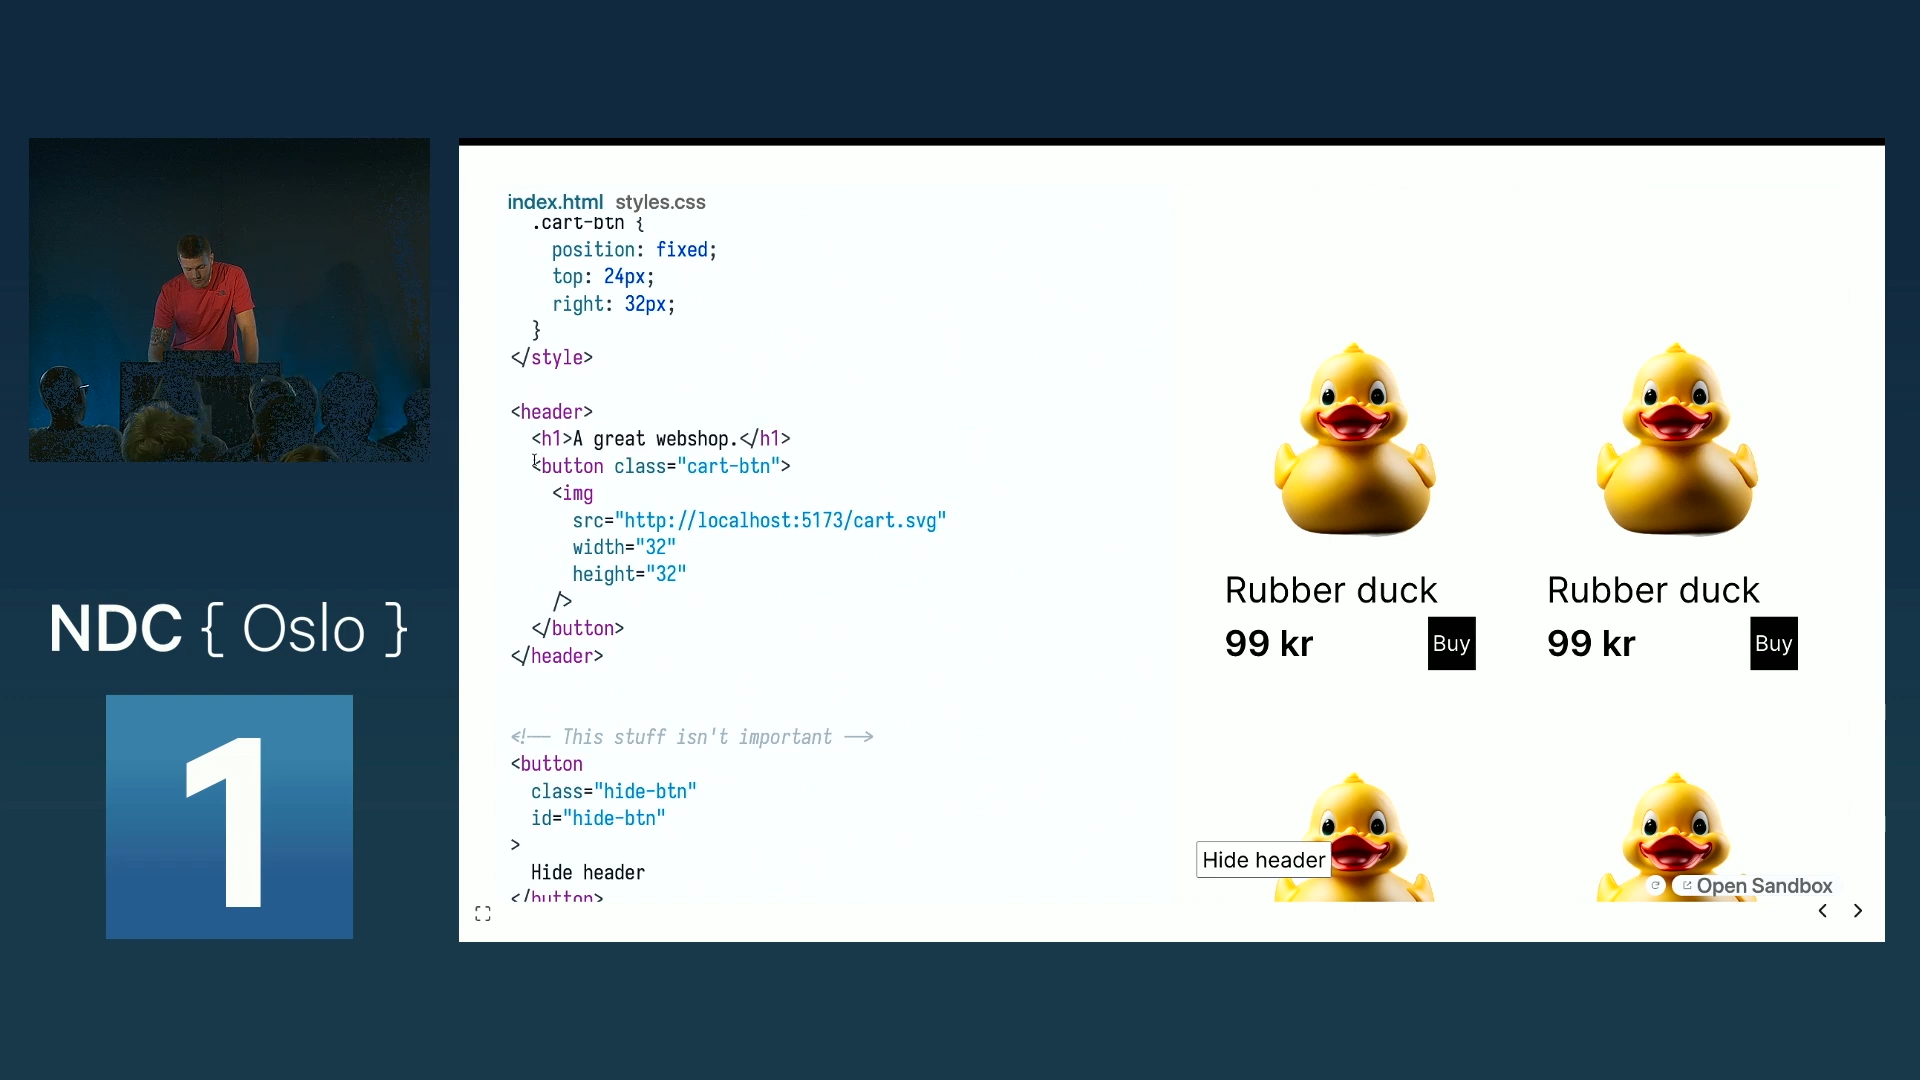 index.html styles.css
.cart-btn {
position: fixed;
top: 24px;
right: 32px;
}
</style>
<header>
<h1>A great webshop.</h1>
<button class="cart-btn">
<img
src="http://localhost:5173/cart.svg"
width="32"
height="32"
/>
</button>
</header>
<!-- This stuff isn't important -->
<button
class="hide-btn"
id="hide-btn"
>
Hide header
</button>
Rubber duck
99 kr
Buy
Rubber duck
99 kr
Buy
Hide header
Open Sandbox
NDC { Oslo }
1